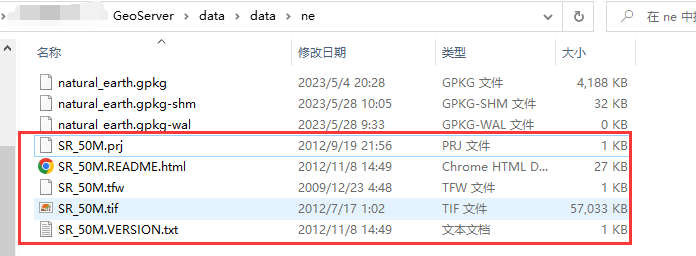 GeoServer › data › data › ne
在 ne 中
名称 修改日期 类型 大小
natural_earth.gpkg 2023/5/4 20:28 GPKG 文件 4,188 KB
natural_earth.gpkg-shm 2023/5/28 10:05 GPKG-SHM 文件 32 KB
natural_earth.gpkg-wal 2023/5/28 9:33 GPKG-WAL 文件 0 KB
SR_50M.prj 2012/9/19 21:56 PRJ 文件 1 KB
SR_50M.README.html 2012/11/8 14:49 Chrome HTML D... 27 KB
SR_50M.tfw 2009/12/23 4:48 TFW 文件 1 KB
SR_50M.tif 2012/7/17 1:02 TIF 文件 57,033 KB
SR_50M.VERSION.txt 2012/11/8 14:49 文本文档 1 KB